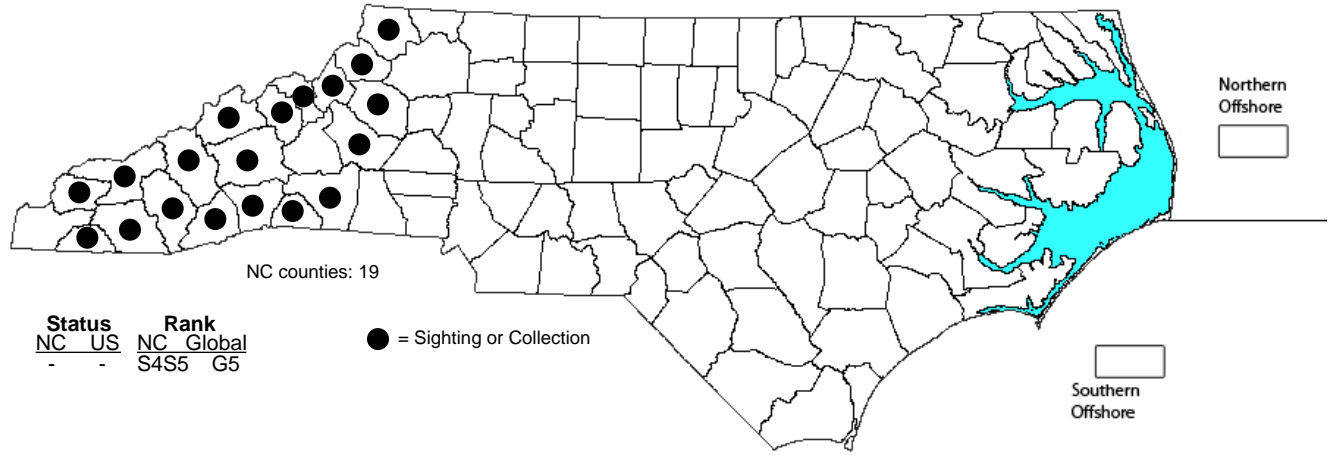 Northern
Offshore
NC counties: 19
Status Rank
NC US NC Global
- - S4S5 G5
= Sighting or Collection
Southern
Offshore